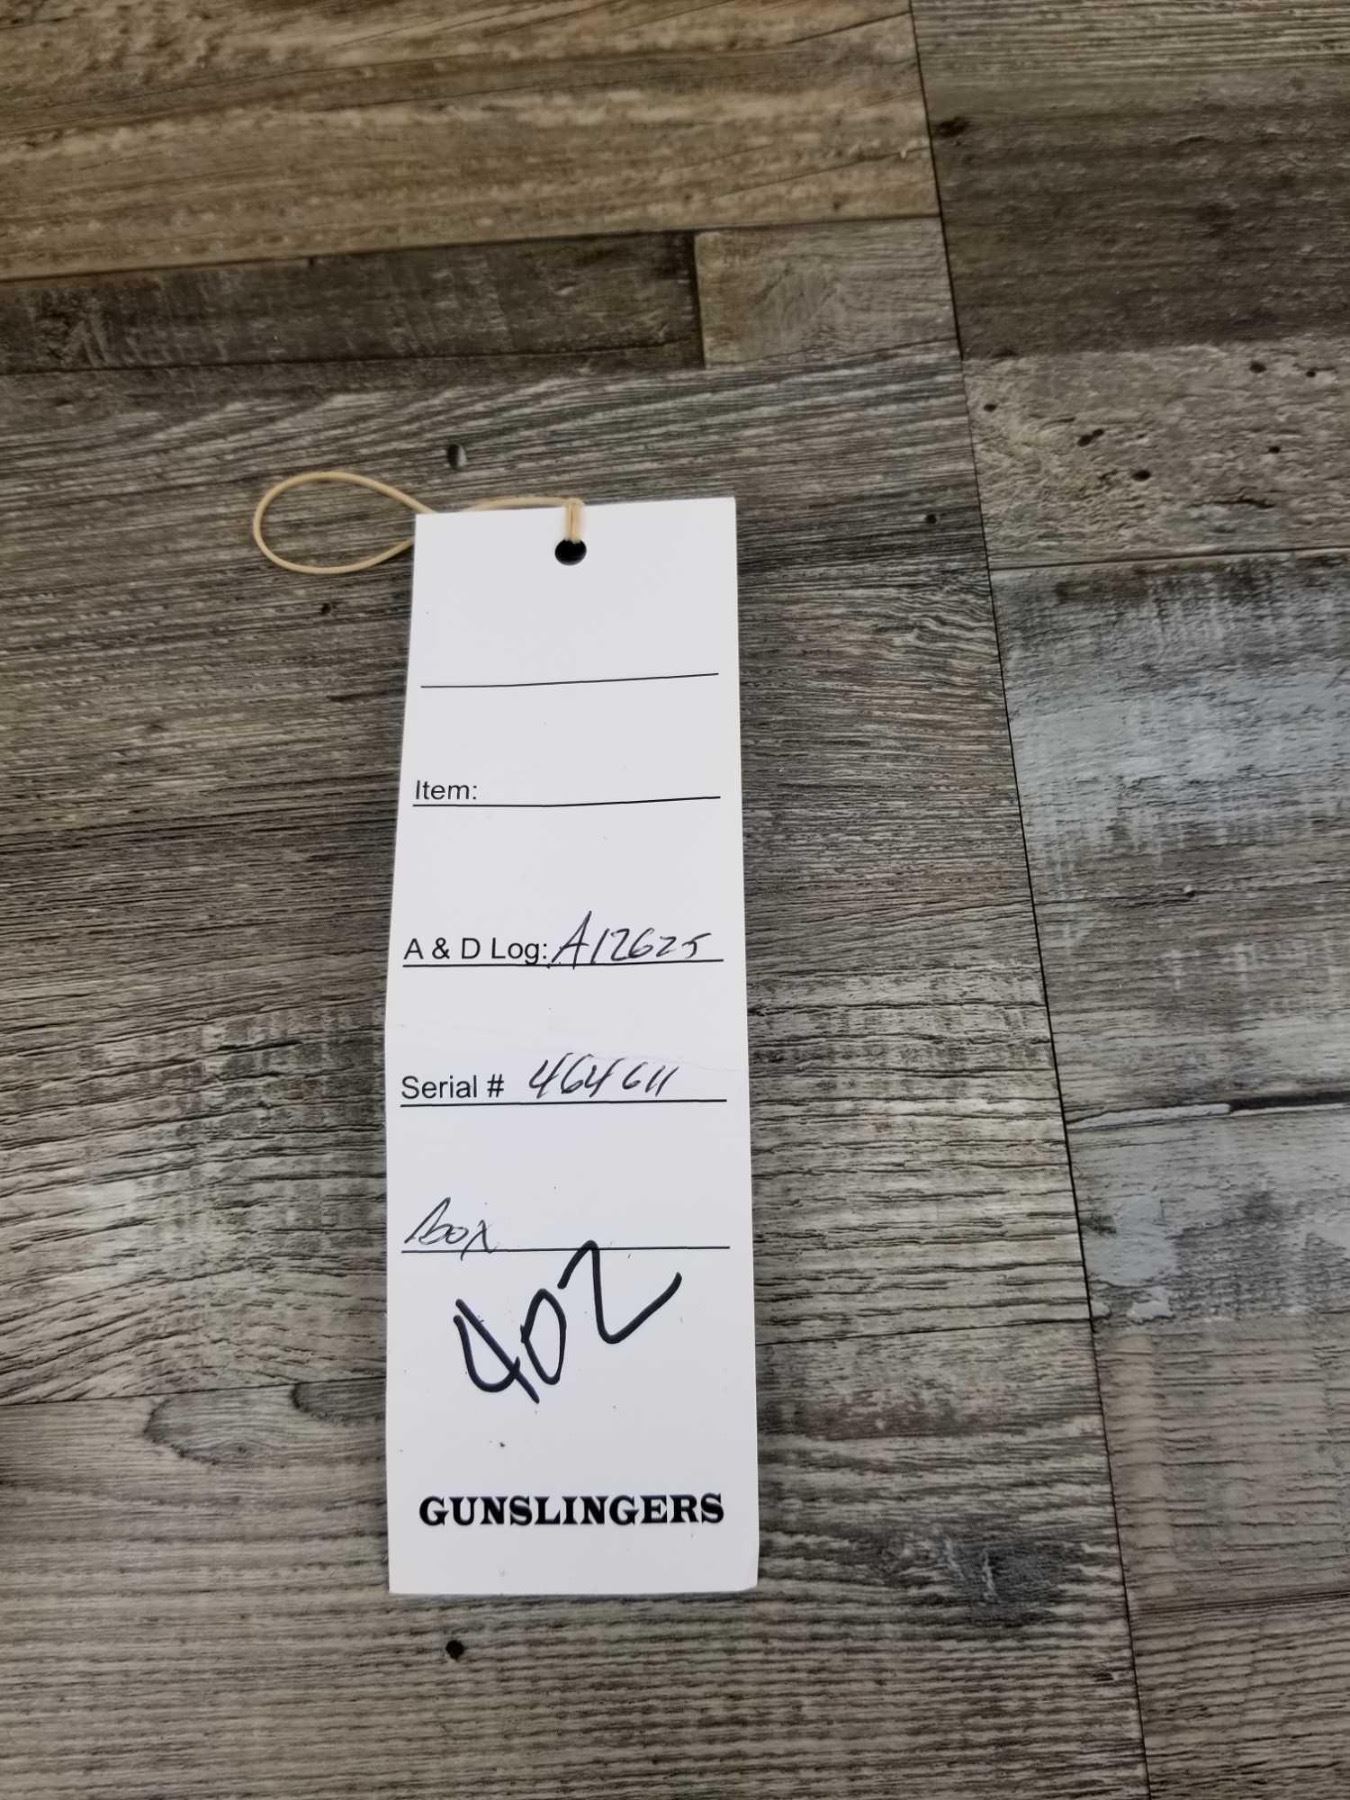 Item:
A & D Log: A12625
Serial # 464611
Box
402
GUNSLINGERS